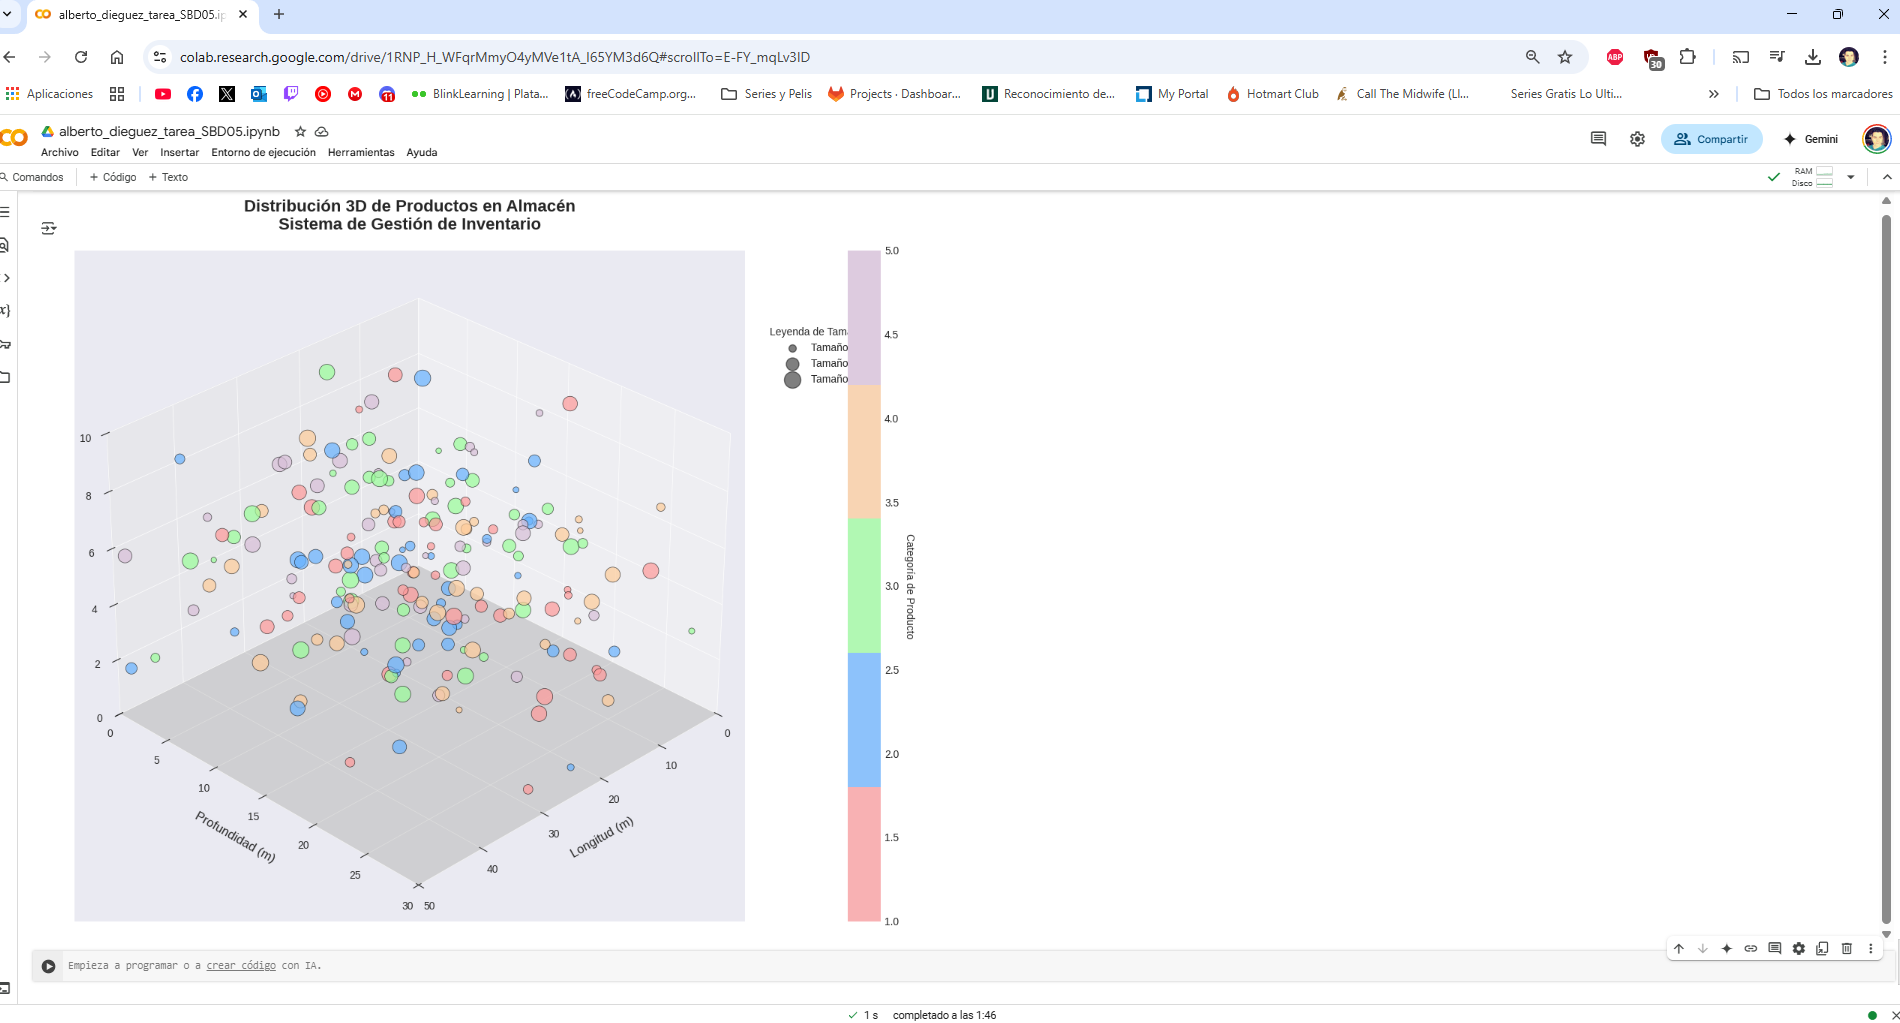 alberto_dieguez_tarea_SBD05.ip
colab.research.google.com/drive/1RNP_H_WFqrMmyO4yMVe1tA_I65YM3d6Q#scrollTo=E-FY_mqLv3ID
ABP
30
Aplicaciones
11
BlinkLearning | Plata...
freeCodeCamp.org...
Series y Pelis
Projects · Dashboar...
Reconocimiento de...
My Portal
Hotmart Club
Call The Midwife (Ll...
Series Gratis Lo Ulti...
Todos los marcadores
alberto_dieguez_tarea_SBD05.ipynb
Archivo Editar Ver Insertar Entorno de ejecución Herramientas Ayuda
Compartir
Gemini
Comandos + Código + Texto
RAM
Disco
Distribución 3D de Productos en Almacén
Sistema de Gestión de Inventario
Leyenda de Tam
Tamaño
Tamaño
Tamaño
10
8
6
4
2
0
0
5
10
15
20
25
30
Profundidad (m)
50
40
30
20
10
0
Longitud (m)
5.0
4.5
4.0
3.5
3.0
2.5
2.0
1.5
1.0
Categoría de Producto
Empieza a programar o a crear código con IA.
1 s completado a las 1:46